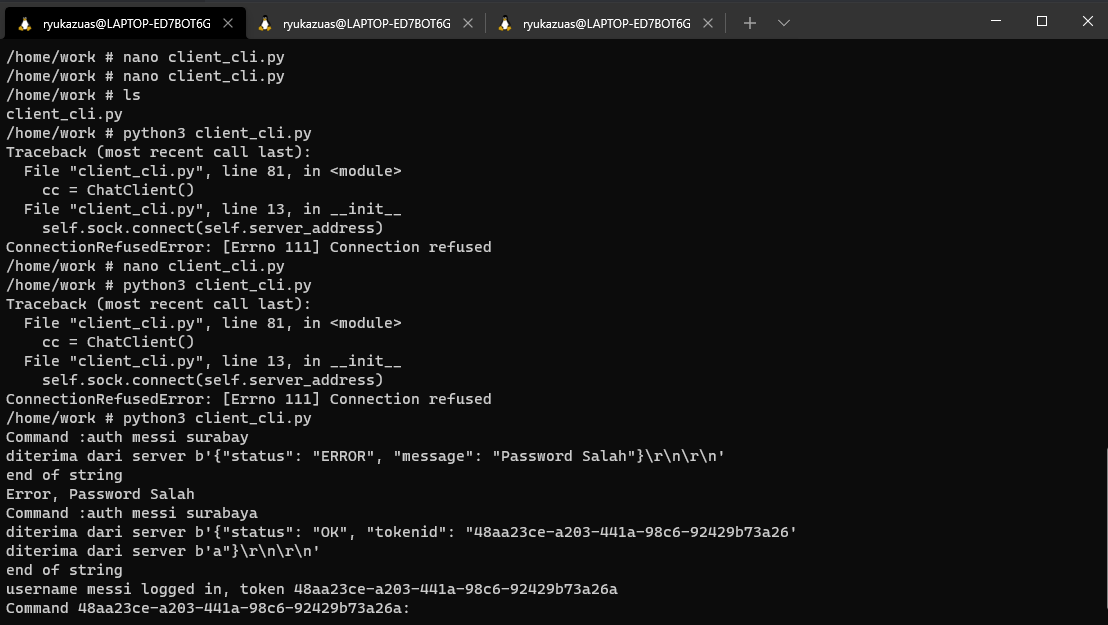 ryukazuas@LAPTOP-ED7BOT6G
ryukazuas@LAPTOP-ED7BOT6G
ryukazuas@LAPTOP-ED7BOT6G
/home/work # nano client_cli.py
/home/work # nano client_cli.py
/home/work # ls
client_cli.py
/home/work # python3 client_cli.py
Traceback (most recent call last):
  File "client_cli.py", line 81, in <module>
    cc = ChatClient()
  File "client_cli.py", line 13, in __init__
    self.sock.connect(self.server_address)
ConnectionRefusedError: [Errno 111] Connection refused
/home/work # nano client_cli.py
/home/work # python3 client_cli.py
Traceback (most recent call last):
  File "client_cli.py", line 81, in <module>
    cc = ChatClient()
  File "client_cli.py", line 13, in __init__
    self.sock.connect(self.server_address)
ConnectionRefusedError: [Errno 111] Connection refused
/home/work # python3 client_cli.py
Command :auth messi surabay
diterima dari server b'{"status": "ERROR", "message": "Password Salah"}\r\n\r\n'
end of string
Error, Password Salah
Command :auth messi surabaya
diterima dari server b'{"status": "OK", "tokenid": "48aa23ce-a203-441a-98c6-92429b73a26'
diterima dari server b'a"}\r\n\r\n'
end of string
username messi logged in, token 48aa23ce-a203-441a-98c6-92429b73a26a
Command 48aa23ce-a203-441a-98c6-92429b73a26a: